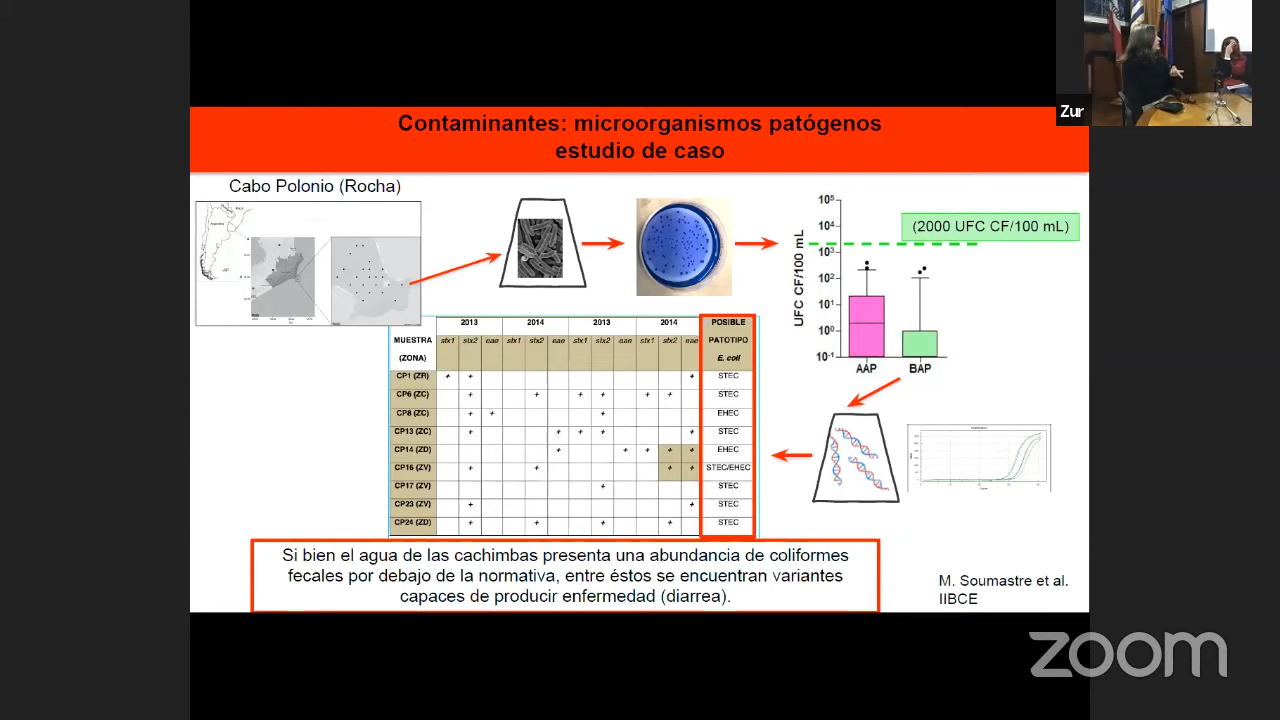 Zur
Contaminantes: microorganismos patógenos
estudio de caso
Cabo Polonio (Rocha)
(2000 UFC CF/100 mL)
10⁵
10⁴
10³
10²
10¹
10⁰
10⁻¹
UFC CF/100 mL
AAP BAP
2013 2014 2013 2014 POSIBLE
MUESTRA stx1 stx2 eae stx1 stx2 eae stx1 stx2 eae stx1 stx2 eae PATOTIPO
(ZONA) E. coli
CP1 (ZR) + + + STEC
CP6 (ZC) + + + + + + STEC
CP8 (ZC) + + + EHEC
CP13 (ZC) + + + + + STEC
CP14 (ZD) + + + + + EHEC
CP16 (ZV) + + + + STEC/EHEC
CP17 (ZV) + STEC
CP23 (ZV) + + STEC
CP24 (ZD) + + + + STEC
Si bien el agua de las cachimbas presenta una abundancia de coliformes
fecales por debajo de la normativa, entre éstos se encuentran variantes
capaces de producir enfermedad (diarrea).
M. Soumastre et al.
IIBCE
zoom